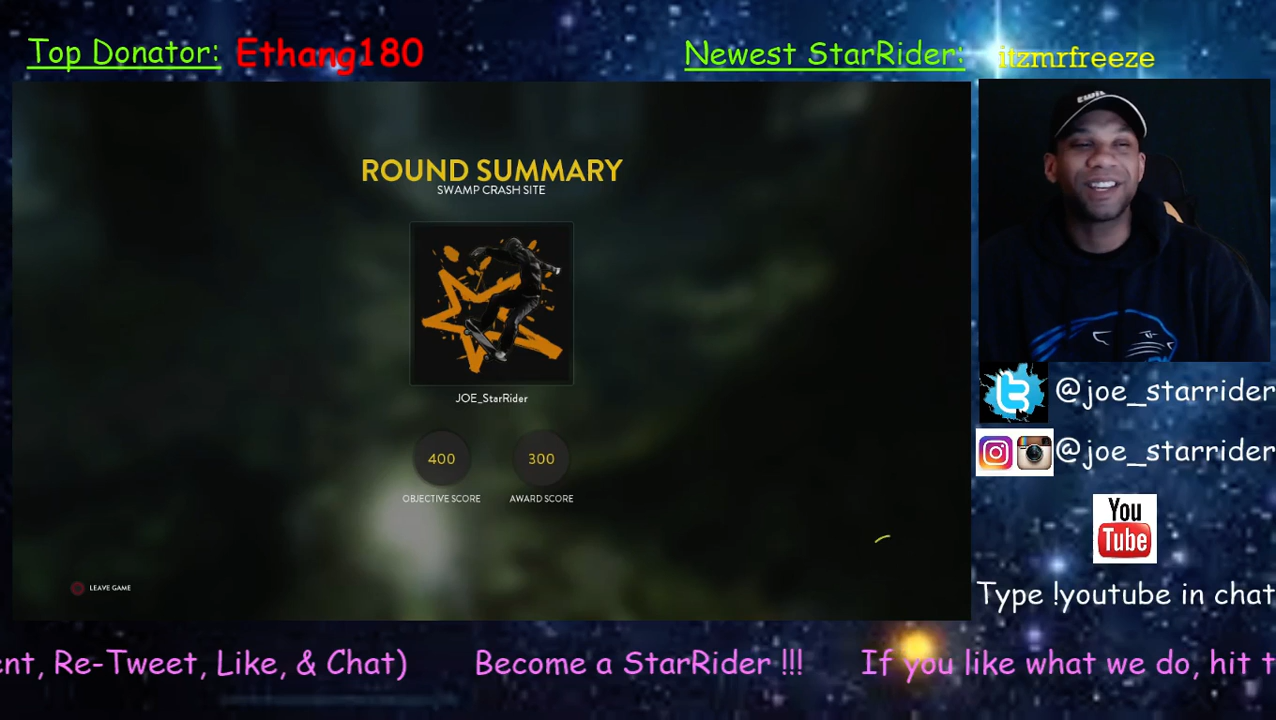 Top Donator: Ethang180
Newest StarRider: itzmrfreeze
ROUND SUMMARY
SWAMP CRASH SITE
JOE_StarRider
400 300
OBJECTIVE SCORE AWARD SCORE
LEAVE GAME
@joe_starrider
@joe_starrider
You
Tube
Type !youtube in chat
ent, Re-Tweet, Like, & Chat) Become a StarRider !!! If you like what we do, hit t